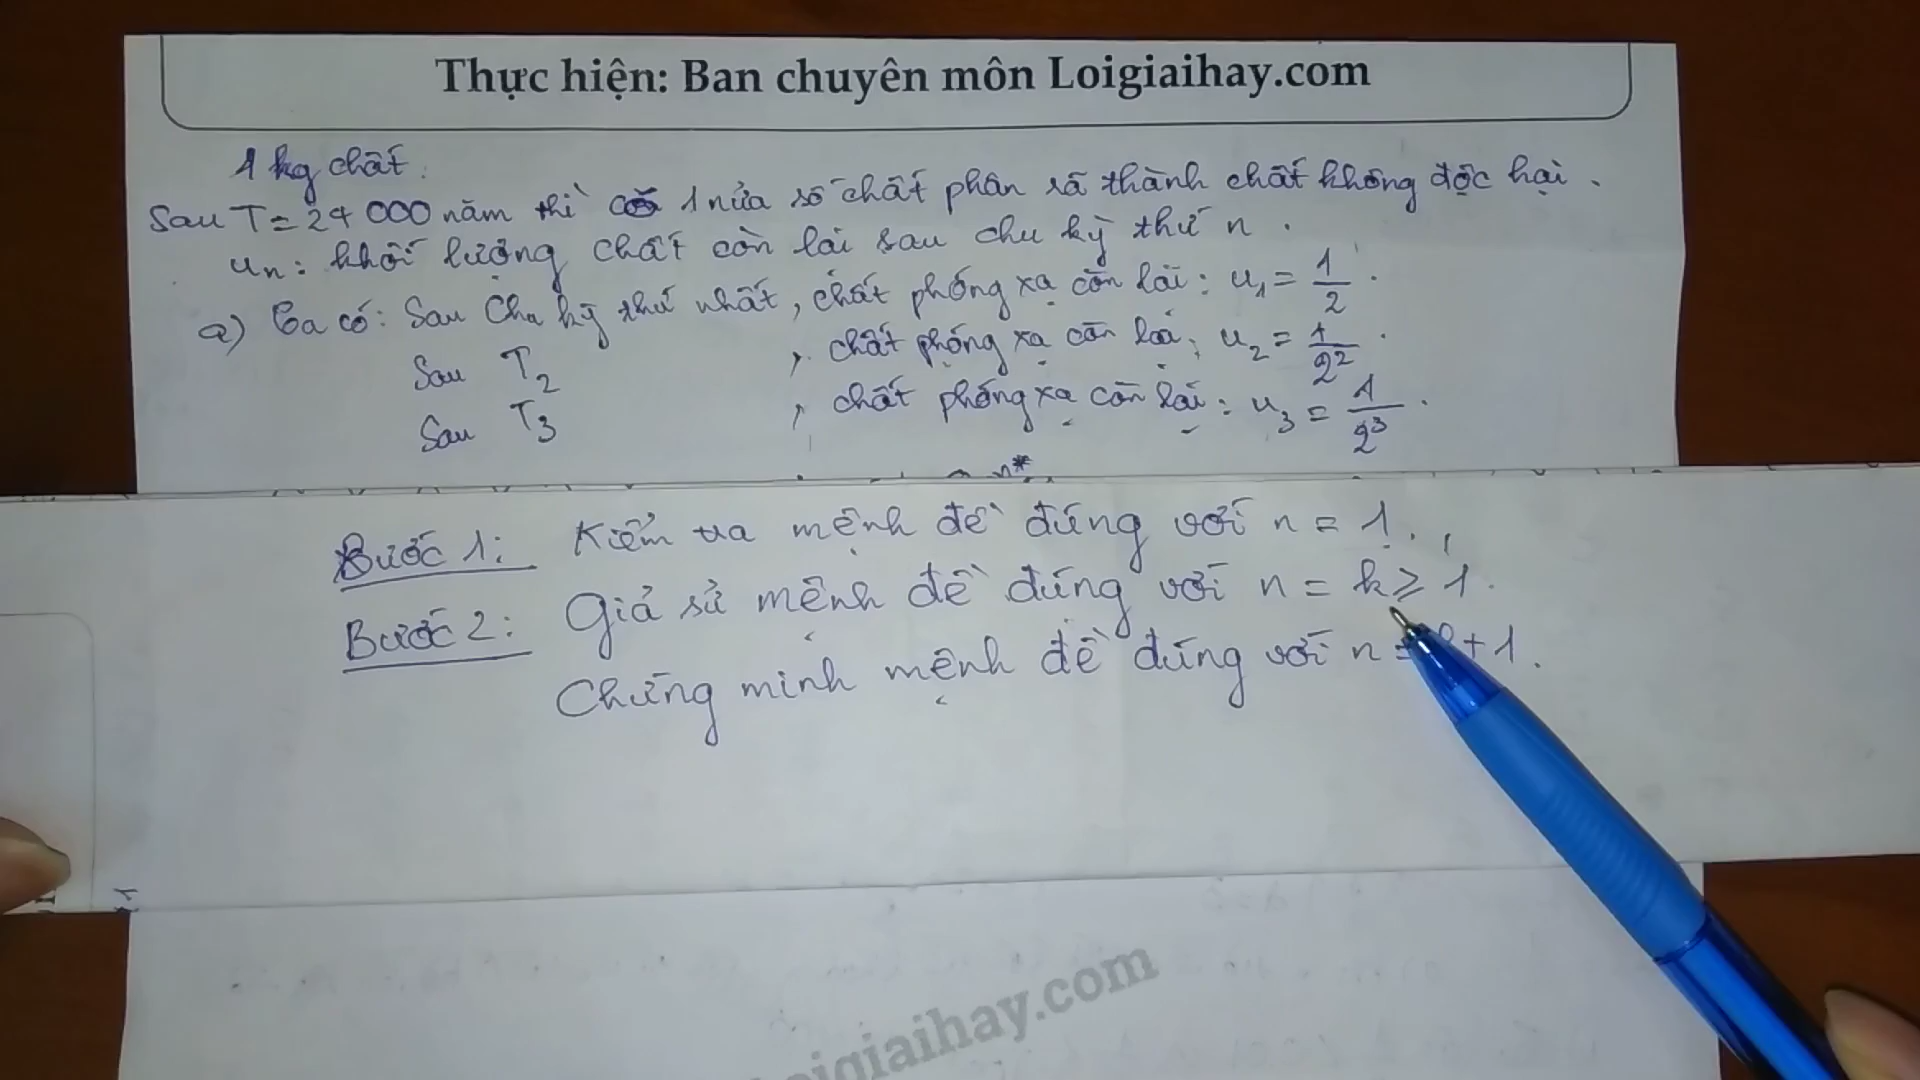 Thực hiện: Ban chuyên môn Loigiaihay.com
1 kg chất.
Sau T = 24 000 năm thì 1 nửa số chất phân rã thành chất không độc hại.
un: khối lượng chất còn lại sau chu kỳ thứ n.
a) Ta có: Sau Chu kỳ thứ nhất, chất phóng xạ còn lại: u1 = 1/2.
Sau T2 , chất phóng xạ còn lại: u2 = 1/2^2.
Sau T3 , chất phóng xạ còn lại: u3 = 1/2^3.
Bước 1: Kiểm tra mệnh đề đúng với n = 1.
Bước 2: Giả sử mệnh đề đúng với n = k ≥ 1.
Chứng minh mệnh đề đúng với n = + 1.
loigiaihay.com